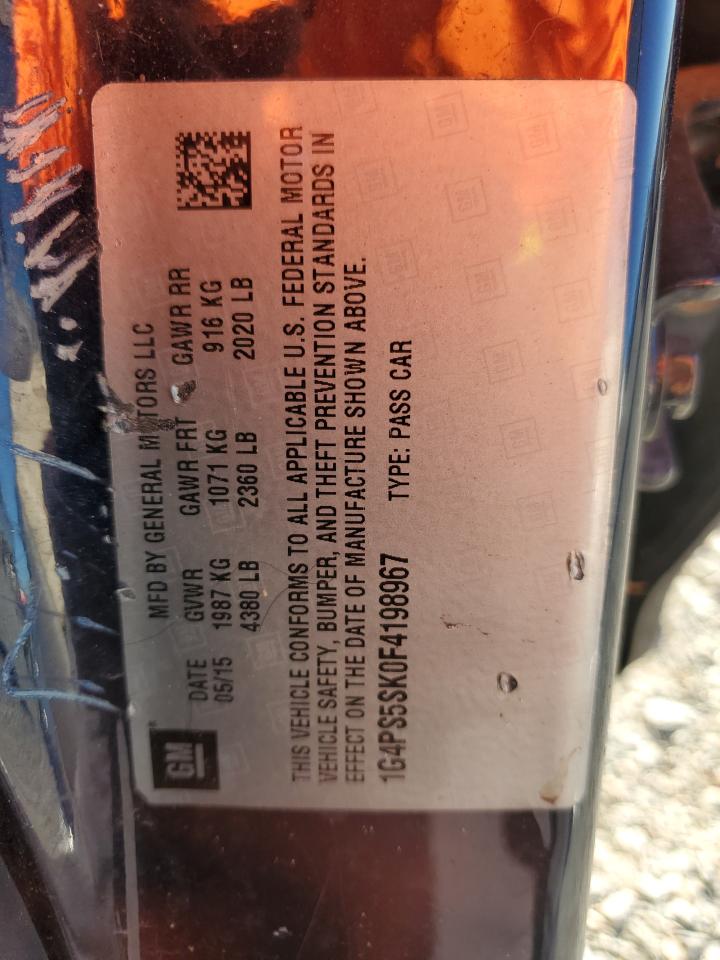 GM
MFD BY GENERAL MOTORS LLC
DATE GVWR GAWR FRT GAWR RR
05/15 1987 KG 1071 KG 916 KG
4380 LB 2360 LB 2020 LB
THIS VEHICLE CONFORMS TO ALL APPLICABLE U.S. FEDERAL MOTOR
VEHICLE SAFETY, BUMPER, AND THEFT PREVENTION STANDARDS IN
EFFECT ON THE DATE OF MANUFACTURE SHOWN ABOVE.
1G4PS5SK0F4198967 TYPE: PASS CAR